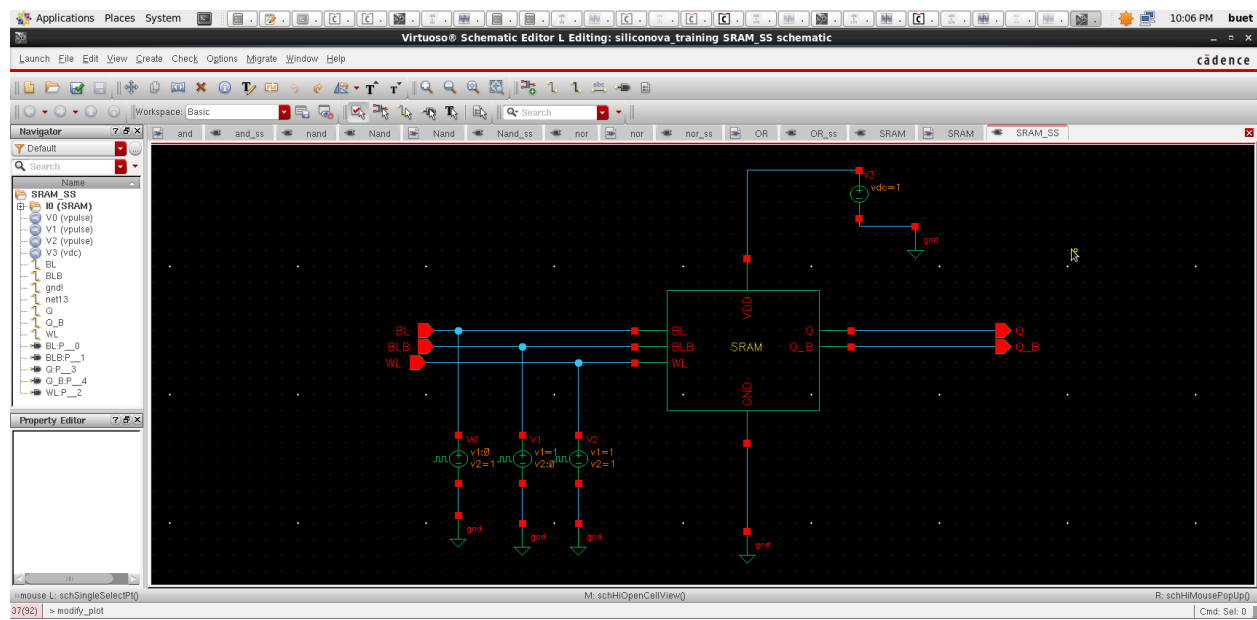 Applications Places System 10:06 PM buet
Virtuoso® Schematic Editor L Editing: siliconova_training SRAM_SS schematic
Launch File Edit View Create Check Options Migrate Window Help cādence
Workspace: Basic Search
Navigator and and_ss nand Nand Nand Nand_ss nor nor nor_ss OR OR_ss SRAM SRAM SRAM_SS
Default
Search
Name
SRAM_SS
I0 (SRAM)
V0 (vpulse)
V1 (vpulse)
V2 (vpulse)
V3 (vdc)
BL
BLB
gnd!
net13
Q
Q_B
WL
BL:P__0
BLB:P__1
Q:P__3
Q_B:P__4
WL:P__2
Property Editor
V3
vdc=1
gnd
VDD
BL BL Q Q
BLB BLB SRAM Q_B Q_B
WL WL
GND
V0 V1 V2
v1:0 v1=1 v1=1
v2=1 v2:0 v2=1
gnd gnd gnd gnd
mouse L: schSingleSelectPt() M: schHiOpenCellView() R: schHiMousePopUp()
37(92) > modify_plot Cmd: Sel: 0